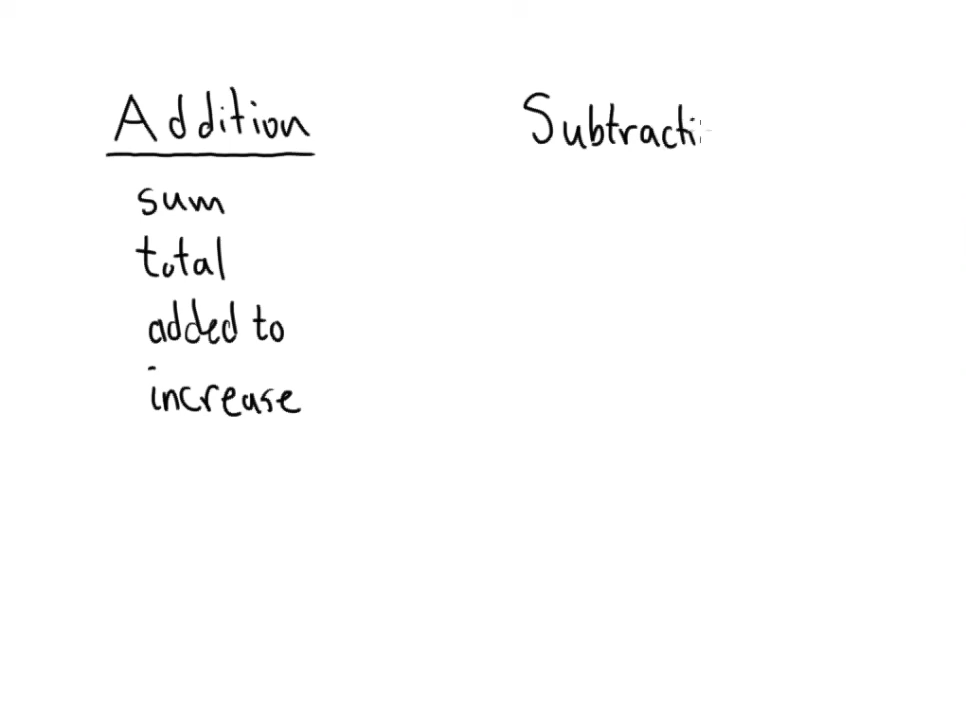 Addition
sum
total
added to
increase
Subtracti